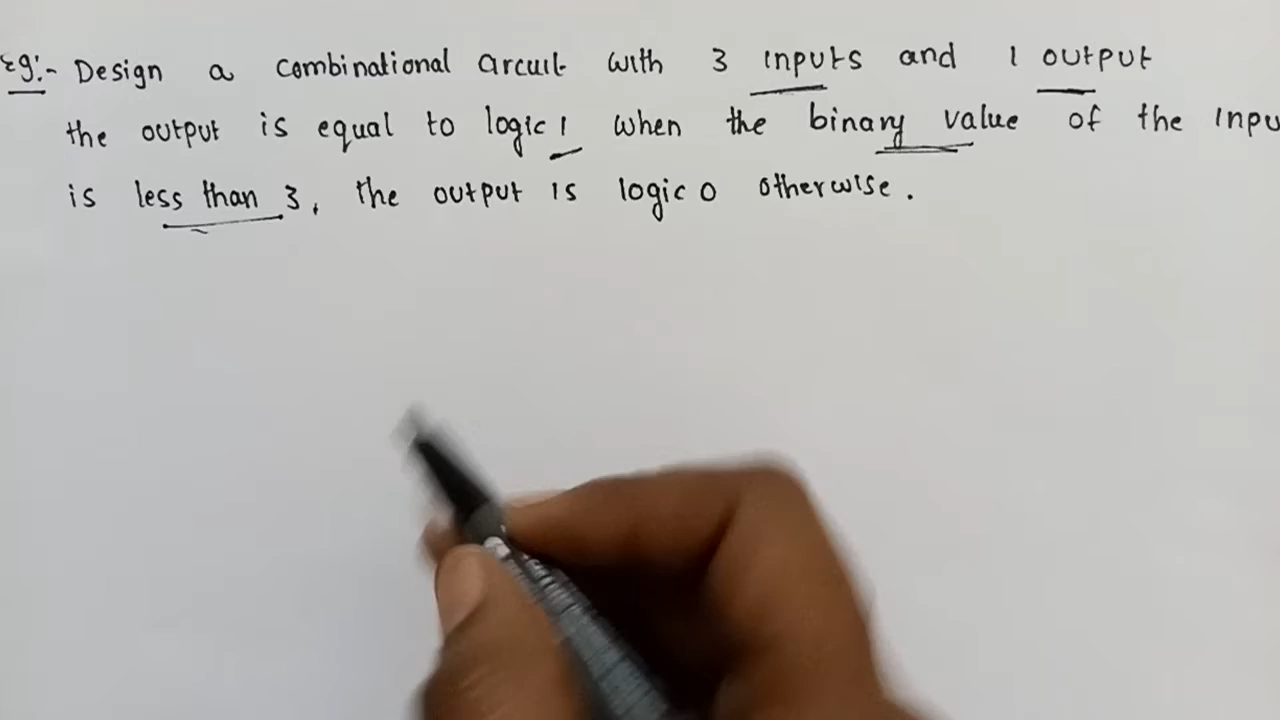 Eg:- Design a combinational circuit with 3 inputs and 1 output
the output is equal to logic 1 when the binary value of the inpu
is less than 3, the output is logic 0 otherwise.